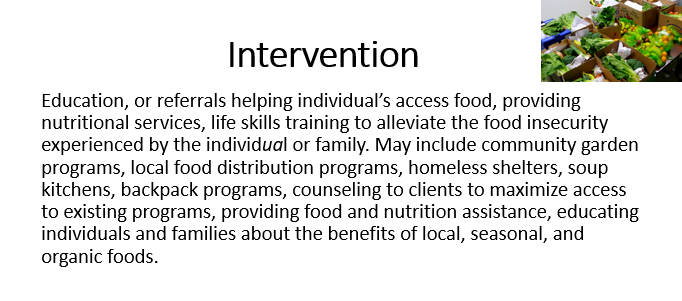 Intervention
Education, or referrals helping individual's access food, providing
nutritional services, life skills training to alleviate the food insecurity
experienced by the individual or family. May include community garden
programs, local food distribution programs, homeless shelters, soup
kitchens, backpack programs, counseling to clients to maximize access
to existing programs, providing food and nutrition assistance, educating
individuals and families about the benefits of local, seasonal, and
organic foods.